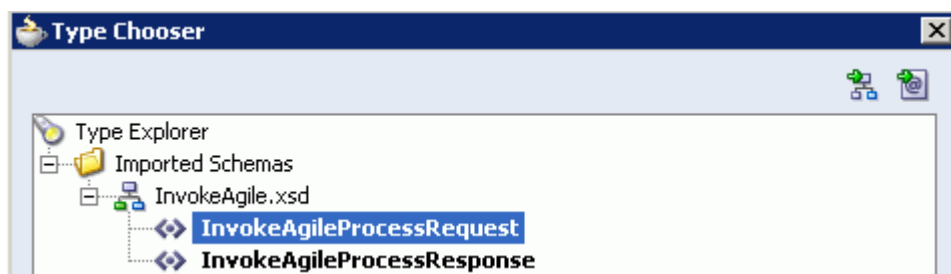 Type Chooser
Type Explorer
Imported Schemas
InvokeAgile.xsd
InvokeAgileProcessRequest
InvokeAgileProcessResponse